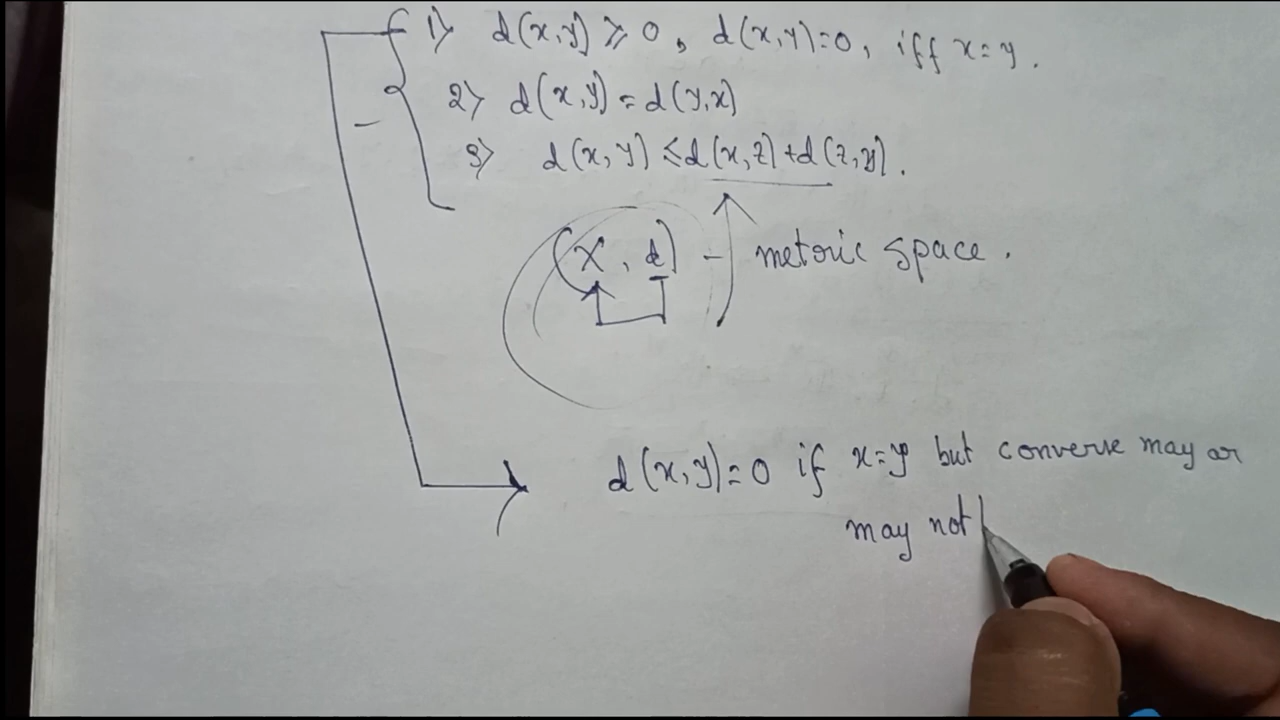 1> d(x,y) ≥ 0, d(x,y)=0, iff x=y.
2> d(x,y) = d(y,x)
3> d(x,y) ≤ d(x,z)+d(z,y).
(X, d) - metric space.
d(x,y)=0 if x=y but converse may or
may not